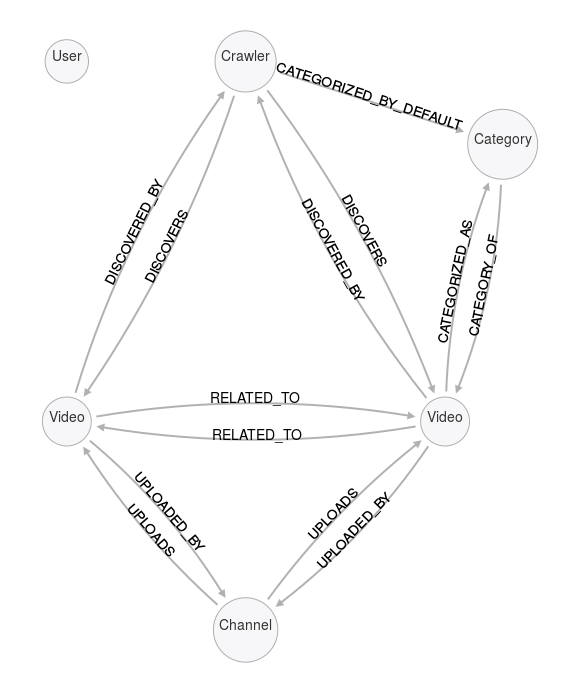 User
Crawler
CATEGORIZED_BY_DEFAULT
Category
DISCOVERED_BY
DISCOVERS
DISCOVERS
DISCOVERED_BY
CATEGORIZED_AS
CATEGORY_OF
Video
RELATED_TO
Video
RELATED_TO
UPLOADED_BY
UPLOADS
UPLOADS
UPLOADED_BY
Channel